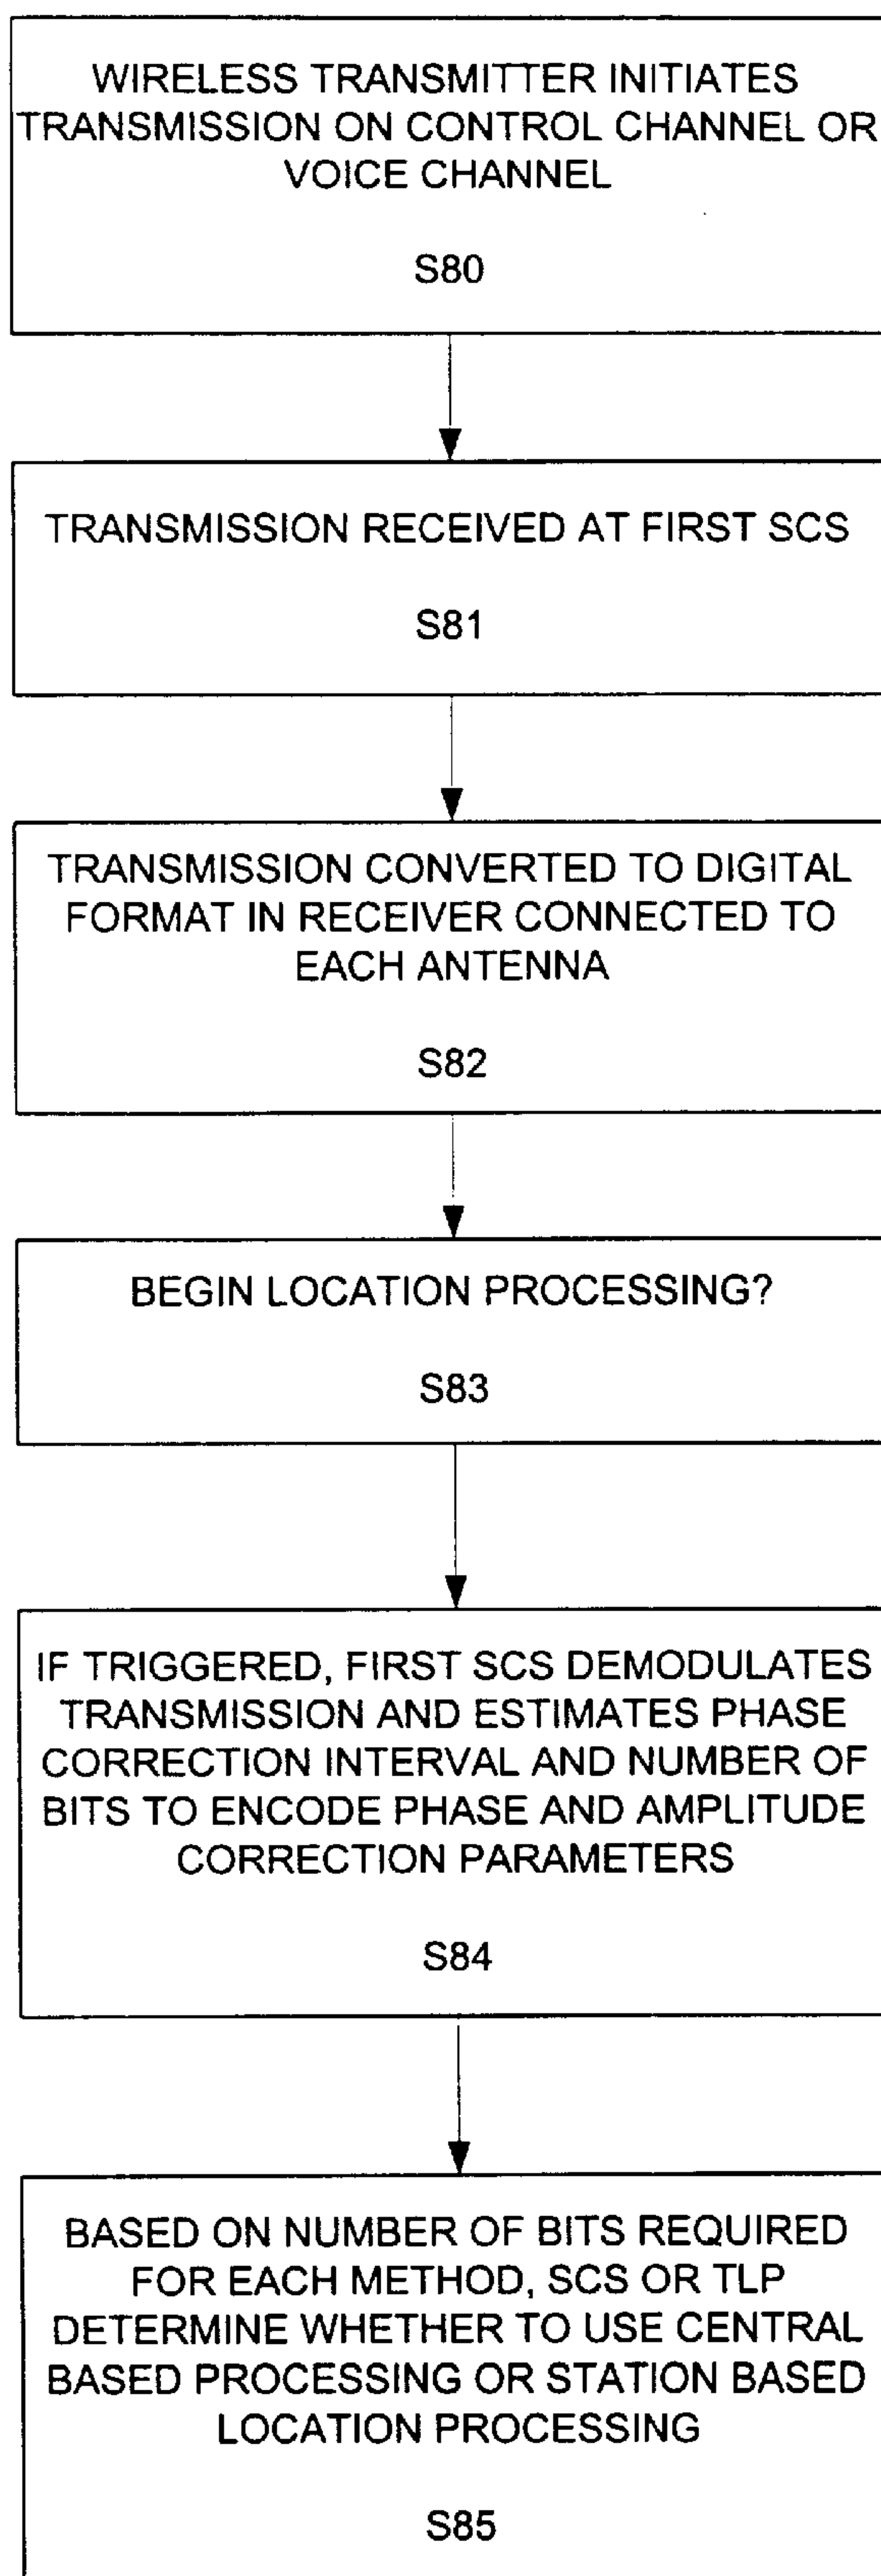 WIRELESS TRANSMITTER INITIATES
TRANSMISSION ON CONTROL CHANNEL OR
VOICE CHANNEL
S80
TRANSMISSION RECEIVED AT FIRST SCS
S81
TRANSMISSION CONVERTED TO DIGITAL
FORMAT IN RECEIVER CONNECTED TO
EACH ANTENNA
S82
BEGIN LOCATION PROCESSING?
S83
IF TRIGGERED, FIRST SCS DEMODULATES
TRANSMISSION AND ESTIMATES PHASE
CORRECTION INTERVAL AND NUMBER OF
BITS TO ENCODE PHASE AND AMPLITUDE
CORRECTION PARAMETERS
S84
BASED ON NUMBER OF BITS REQUIRED
FOR EACH METHOD, SCS OR TLP
DETERMINE WHETHER TO USE CENTRAL
BASED PROCESSING OR STATION BASED
LOCATION PROCESSING
S85